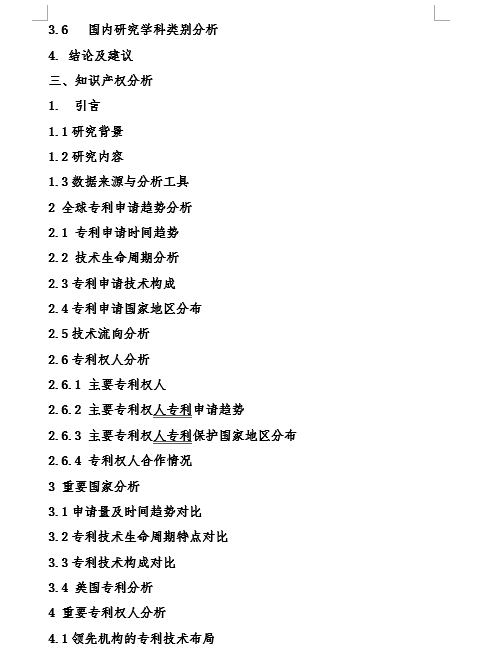 3.6 国内研究学科类别分析
4. 结论及建议
三、知识产权分析
1. 引言
1.1研究背景
1.2研究内容
1.3数据来源与分析工具
2 全球专利申请趋势分析
2.1 专利申请时间趋势
2.2 技术生命周期分析
2.3专利申请技术构成
2.4专利申请国家地区分布
2.5技术流向分析
2.6专利权人分析
2.6.1 主要专利权人
2.6.2 主要专利权人专利申请趋势
2.6.3 主要专利权人专利保护国家地区分布
2.6.4 专利权人合作情况
3 重要国家分析
3.1申请量及时间趋势对比
3.2专利技术生命周期特点对比
3.3专利技术构成对比
3.4 美国专利分析
4 重要专利权人分析
4.1领先机构的专利技术布局